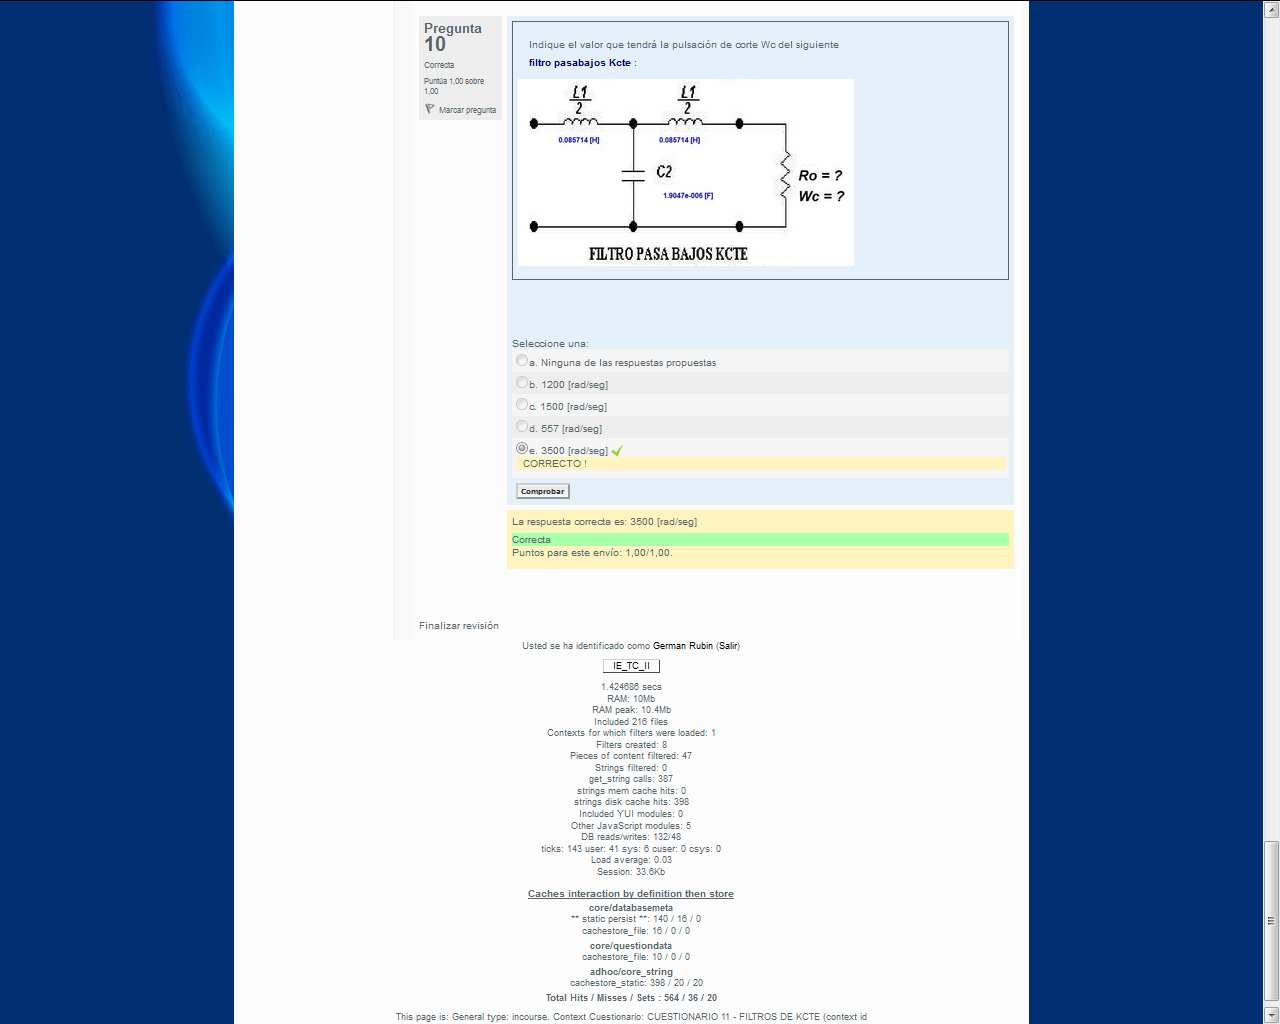 Pregunta
10
Correcta
Puntúa 1,00 sobre
1,00
Marcar pregunta
Indique el valor que tendrá la pulsación de corte Wc del siguiente
filtro pasabajos Kcte :
L1
2
L1
2
0.085714 [H]
0.085714 [H]
C2
1.9047e-006 [F]
Ro = ?
Wc = ?
FILTRO PASA BAJOS KCTE
Seleccione una:
a. Ninguna de las respuestas propuestas
b. 1200 [rad/seg]
c. 1500 [rad/seg]
d. 557 [rad/seg]
e. 3500 [rad/seg]
CORRECTO !
Comprobar
La respuesta correcta es: 3500 [rad/seg]
Correcta
Puntos para este envío: 1,00/1,00.
Finalizar revisión
Usted se ha identificado como German Rubin (Salir)
IE_TC_II
1.424686 secs
RAM: 10Mb
RAM peak: 10.4Mb
Included 216 files
Contexts for which filters were loaded: 1
Filters created: 8
Pieces of content filtered: 47
Strings filtered: 0
get_string calls: 387
strings mem cache hits: 0
strings disk cache hits: 398
Included YUI modules: 0
Other JavaScript modules: 5
DB reads/writes: 132/48
ticks: 143 user: 41 sys: 6 cuser: 0 csys: 0
Load average: 0.03
Session: 33.6Kb
Caches interaction by definition then store
core/databasemeta
** static persist **: 140 / 16 / 0
cachestore_file: 16 / 0 / 0
core/questiondata
cachestore_file: 10 / 0 / 0
adhoc/core_string
cachestore_static: 398 / 20 / 20
Total Hits / Misses / Sets : 564 / 36 / 20
This page is: General type: incourse. Context Cuestionario: CUESTIONARIO 11 - FILTROS DE KCTE (context id